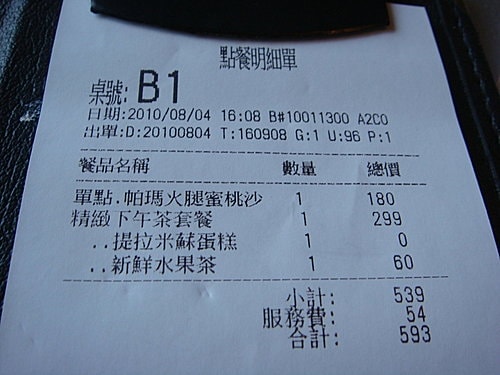 點餐明細單
桌號: B1
日期:2010/08/04 16:08 B#10011300 A2C0
出單:D:20100804 T:160908 G:1 U:96 P:1
餐品名稱 數量 總價
單點.帕瑪火腿蜜桃沙 1 180
精緻下午茶套餐 1 299
..提拉米蘇蛋糕 1 0
..新鮮水果茶 1 60
小計: 539
服務費: 54
合計: 593